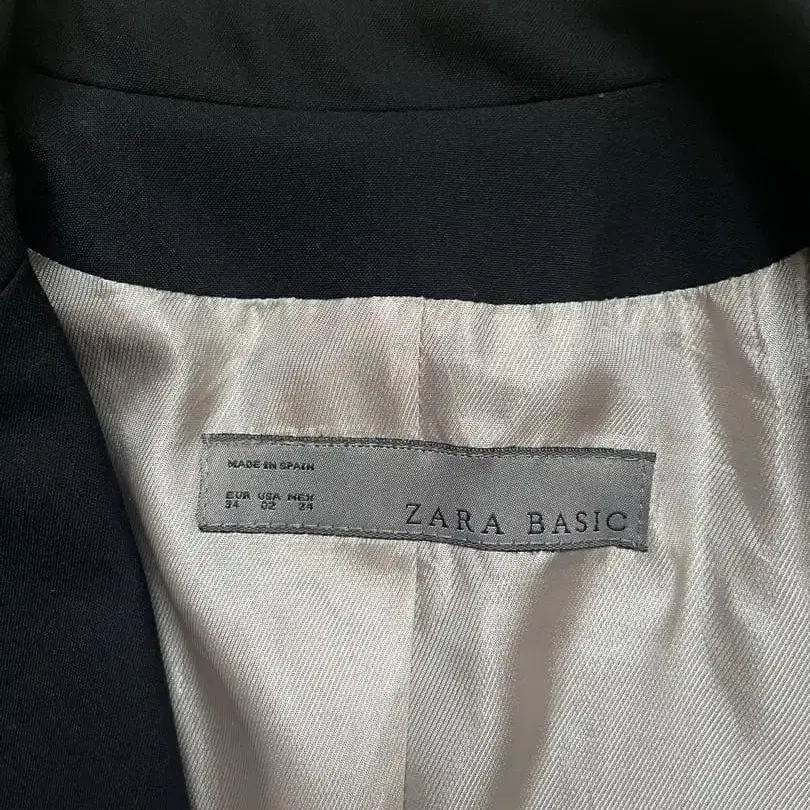 MADE IN SPAIN
EUR USA MEX
34 02 24
ZARA BASIC